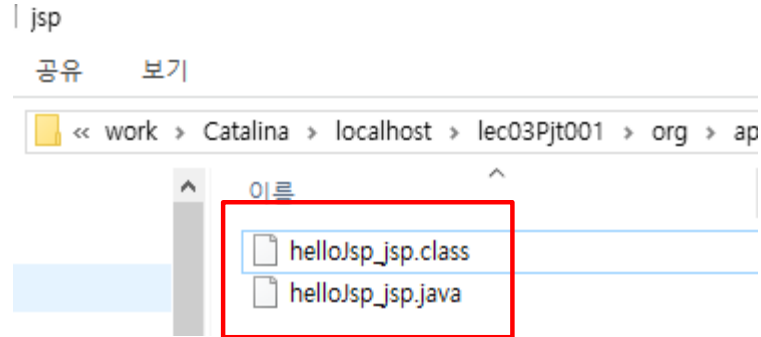 jsp
공유 보기
« work > Catalina > localhost > lec03Pjt001 > org > ap
이름
helloJsp_jsp.class
helloJsp_jsp.java